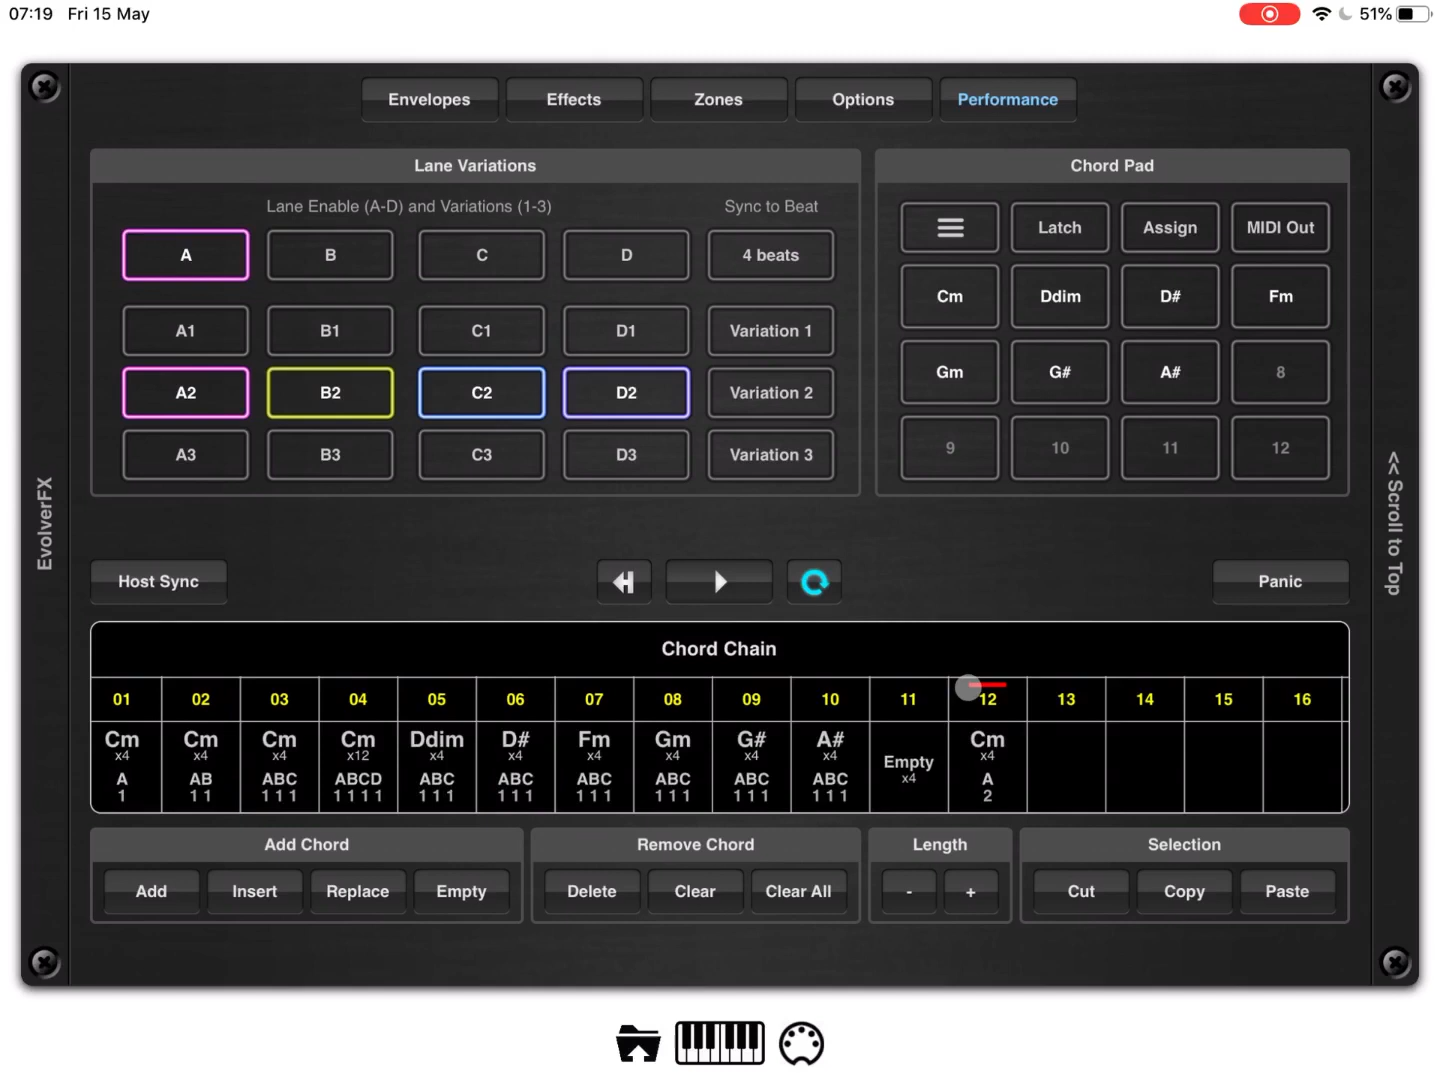 07:19 Fri 15 May
51%
Envelopes Effects Zones Options Performance
Lane Variations
Lane Enable (A-D) and Variations (1-3) Sync to Beat
A B C D 4 beats
A1 B1 C1 D1 Variation 1
A2 B2 C2 D2 Variation 2
A3 B3 C3 D3 Variation 3
Chord Pad
Latch Assign MIDI Out
Cm Ddim D# Fm
Gm G# A# 8
9 10 11 12
EvolverFX
<< Scroll to Top
Host Sync
Panic
Chord Chain
01 02 03 04 05 06 07 08 09 10 11 12 13 14 15 16
Cm Cm Cm Cm Ddim D# Fm Gm G# A# Empty Cm
x4 x4 x4 x12 x4 x4 x4 x4 x4 x4 x4 x4
A AB ABC ABCD ABC ABC ABC ABC ABC ABC A
1 1 1 1 1 1 1 1 1 1 1 1 1 1 1 1 1 1 1 1 1 1 1 1 1 1 1 1 2
Add Chord Remove Chord Length Selection
Add Insert Replace Empty Delete Clear Clear All - + Cut Copy Paste